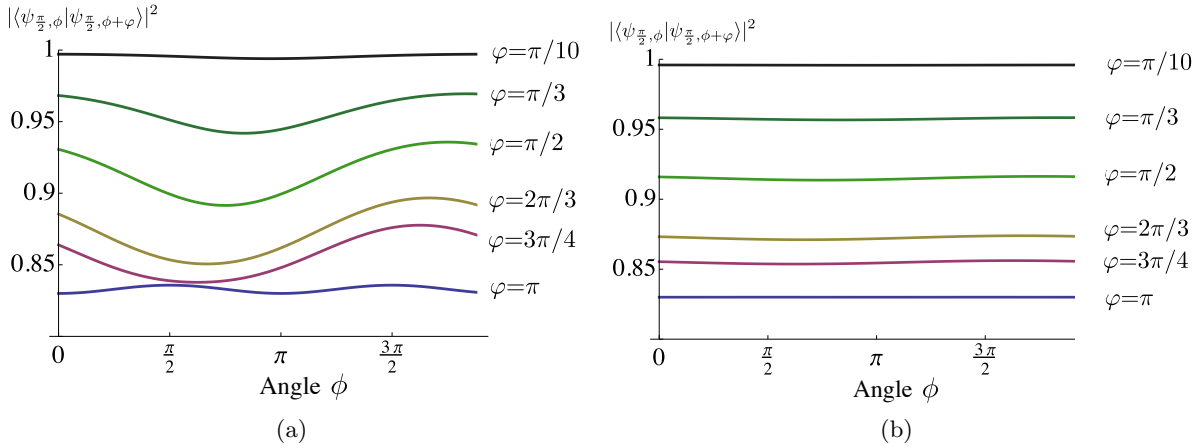 |⟨ψ_{π/2,ϕ}|ψ_{π/2,ϕ+φ}⟩|²
1
0.95
0.9
0.85
0
π/2
π
3π/2
Angle ϕ
φ=π/10
φ=π/3
φ=π/2
φ=2π/3
φ=3π/4
φ=π
(a)
|⟨ψ_{π/2,ϕ}|ψ_{π/2,ϕ+φ}⟩|²
1
0.95
0.9
0.85
0
π/2
π
3π/2
Angle ϕ
φ=π/10
φ=π/3
φ=π/2
φ=2π/3
φ=3π/4
φ=π
(b)